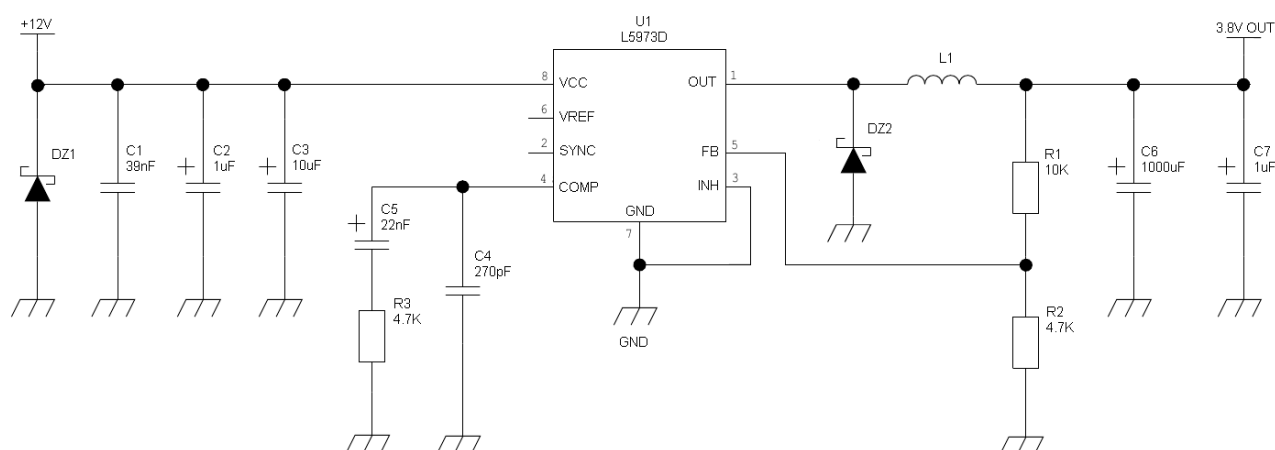 +12V
U1
L5973D
3.8V OUT
8 VCC
OUT 1
L1
6 VREF
2 SYNC
FB 5
4 COMP
INH 3
GND
7
DZ1
C1
39nF
C2
1uF
C3
10uF
DZ2
R1
10K
C6
1000uF
C7
1uF
C5
22nF
C4
270pF
R3
4.7K
R2
4.7K
GND